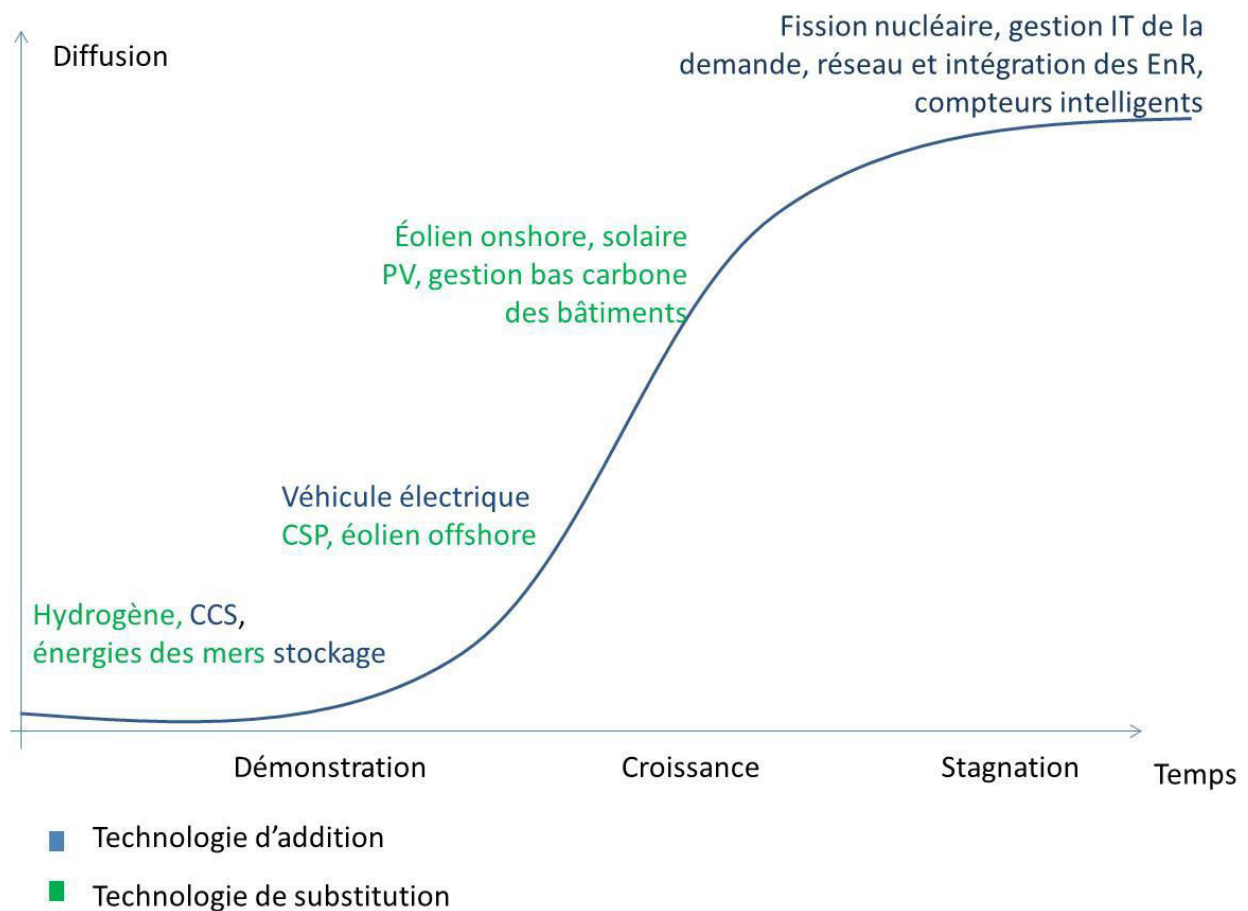 Diffusion
Fission nucléaire, gestion IT de la
demande, réseau et intégration des EnR,
compteurs intelligents
Éolien onshore, solaire
PV, gestion bas carbone
des bâtiments
Véhicule électrique
CSP, éolien offshore
Hydrogène, CCS,
énergies des mers stockage
Démonstration
Croissance
Stagnation
Temps
Technologie d’addition
Technologie de substitution